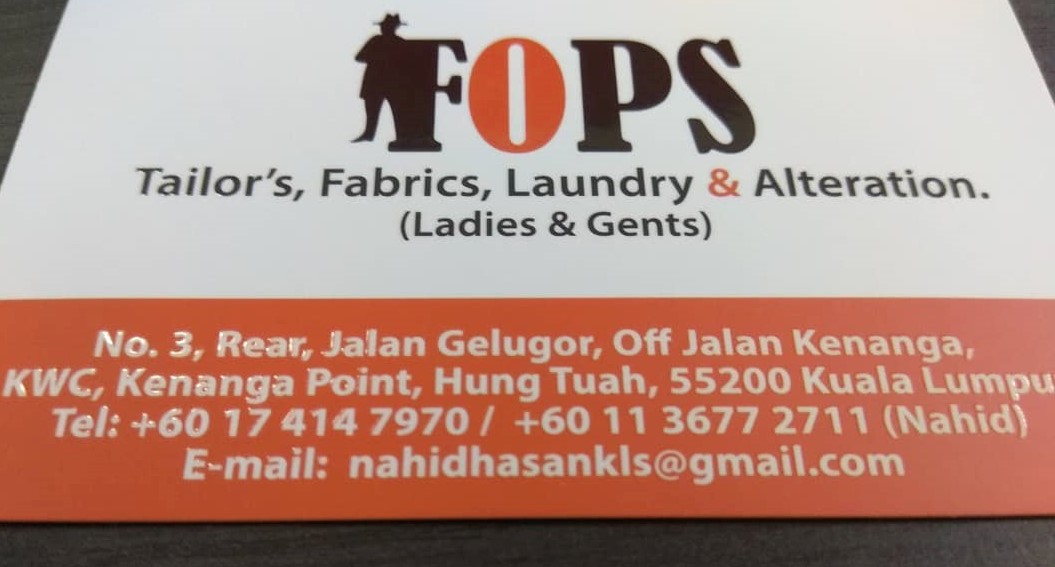 FOPS
Tailor's, Fabrics, Laundry & Alteration.
(Ladies & Gents)
No. 3, Rear, Jalan Gelugor, Off Jalan Kenanga,
KWC, Kenanga Point, Hung Tuah, 55200 Kuala Lumpu
Tel: +60 17 414 7970 / +60 11 3677 2711 (Nahid)
E-mail: nahidhasankls@gmail.com